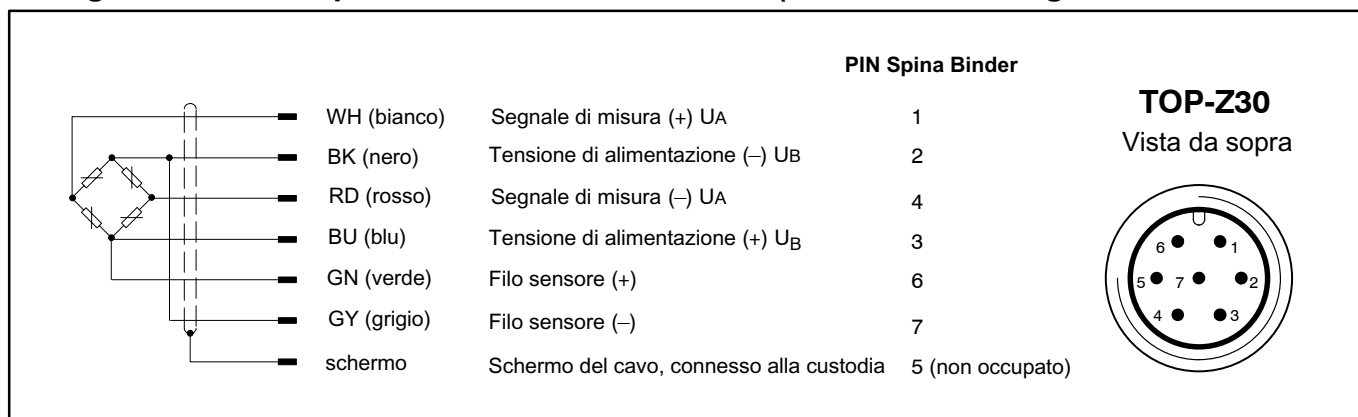 PIN Spina Binder
WH (bianco) Segnale di misura (+) UA 1
BK (nero) Tensione di alimentazione (–) UB 2
RD (rosso) Segnale di misura (–) UA 4
BU (blu) Tensione di alimentazione (+) UB 3
GN (verde) Filo sensore (+) 6
GY (grigio) Filo sensore (–) 7
schermo Schermo del cavo, connesso alla custodia 5 (non occupato)
TOP-Z30
Vista da sopra
6 1
5 7 2
4 3